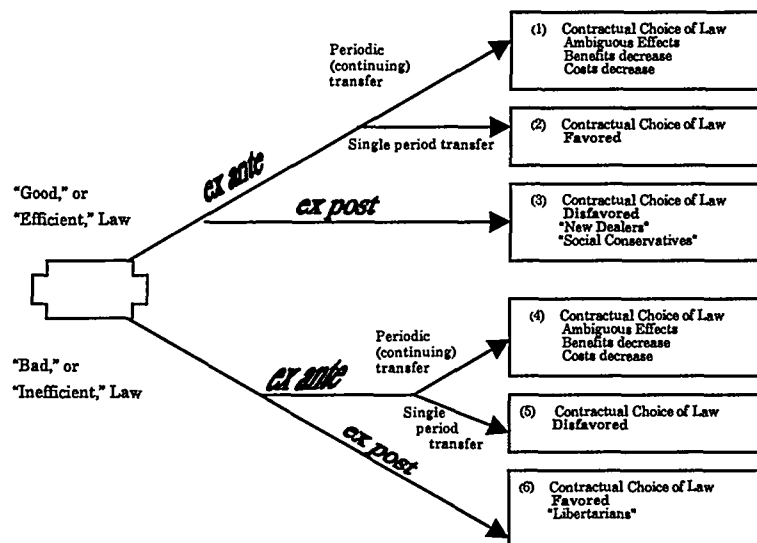 (1) Contractual Choice of Law
Ambiguous Effects
Benefits decrease
Costs decrease
Periodic
(continuing)
transfer
(2) Contractual Choice of Law
Favored
Single period transfer
ex ante
"Good," or
"Efficient," Law
ex post
(3) Contractual Choice of Law
Disfavored
"New Dealers"
"Social Conservatives"
(4) Contractual Choice of Law
Ambiguous Effects
Benefits decrease
Costs decrease
Periodic
(continuing)
transfer
"Bad," or
"Inefficient," Law
ex ante
Single
period
transfer
(5) Contractual Choice of Law
Disfavored
ex post
(6) Contractual Choice of Law
Favored
"Libertarians"